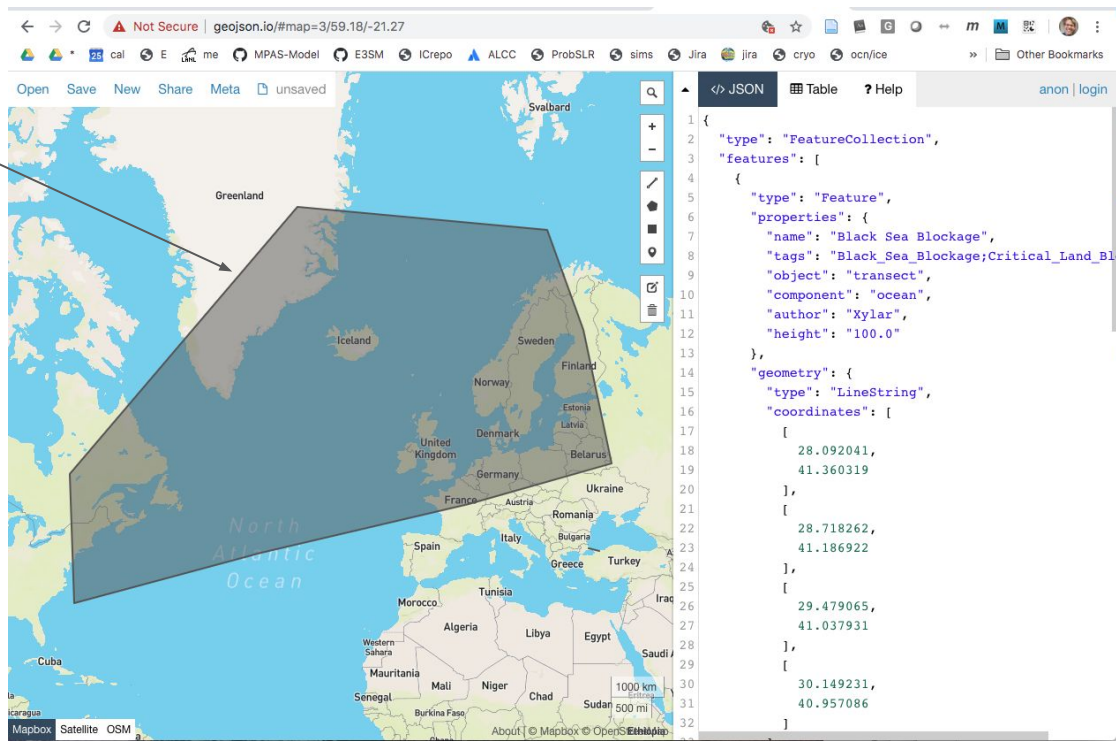 Not Secure | geojson.io/#map=3/59.18/-21.27
25 cal E LANL me MPAS-Model E3SM ICrepo ALCC ProbSLR sims Jira jira cryo ocn/ice » Other Bookmarks
Open Save New Share Meta unsaved
</> JSON Table ? Help anon | login
Svalbard
Greenland
Iceland
Sweden
Finland
Norway
Estonia
Latvia
Denmark
United
Kingdom
Belarus
Germany
Ukraine
France
Austria
Romania
North
Atlantic
Ocean
Italy
Bulgaria
Spain
Greece
Turkey
Tunisia
Morocco
Iraq
Algeria
Libya
Egypt
Western
Sahara
Saudi
Cuba
Mauritania
Mali
Niger
Chad
Sudan
Eritrea
Senegal
Burkina Faso
icaragua
1000 km
500 mi
Ethiopia
Ghana
Mapbox Satellite OSM
About © Mapbox © OpenStreetMap
1 {
2 "type": "FeatureCollection",
3 "features": [
4 {
5 "type": "Feature",
6 "properties": {
7 "name": "Black Sea Blockage",
8 "tags": "Black_Sea_Blockage;Critical_Land_Bl
9 "object": "transect",
10 "component": "ocean",
11 "author": "Xylar",
12 "height": "100.0"
13 },
14 "geometry": {
15 "type": "LineString",
16 "coordinates": [
17 [
18 28.092041,
19 41.360319
20 ],
21 [
22 28.718262,
23 41.186922
24 ],
25 [
26 29.479065,
27 41.037931
28 ],
29 [
30 30.149231,
31 40.957086
32 ]